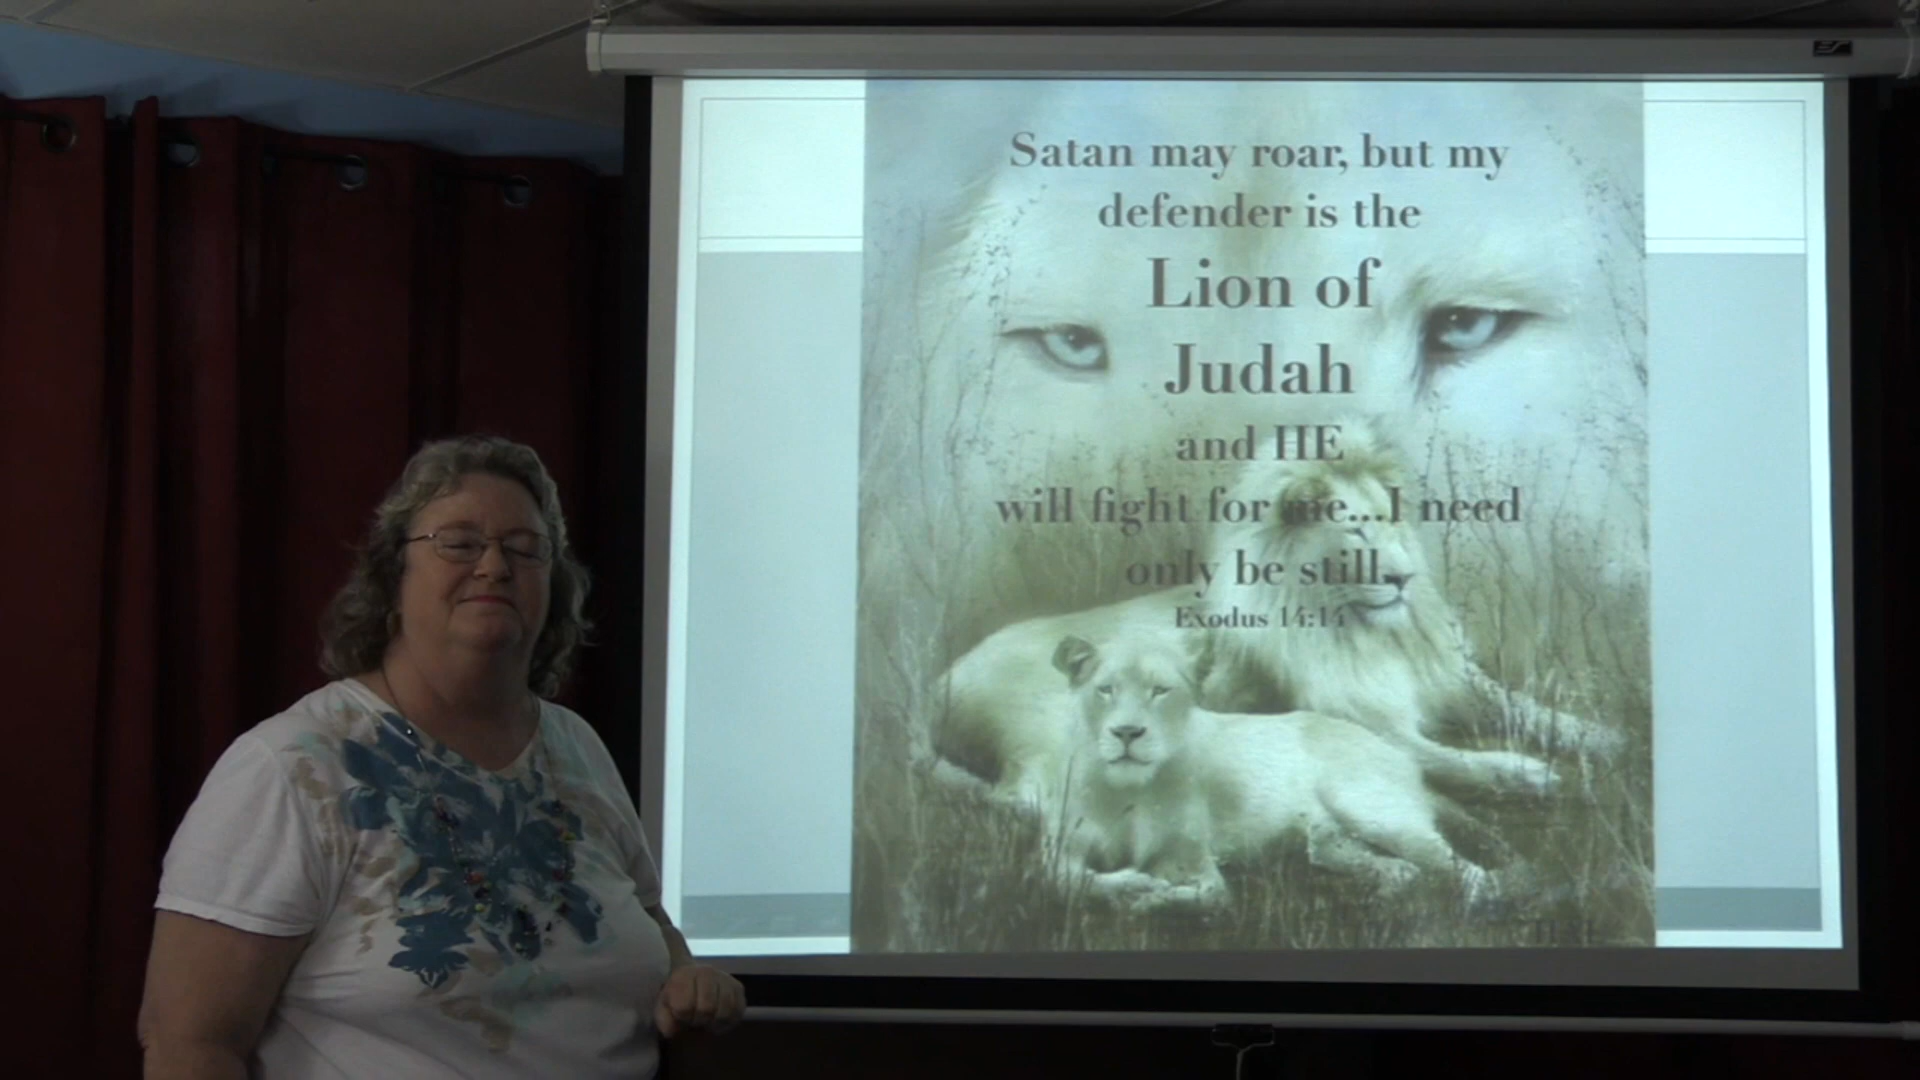 Satan may roar, but my
defender is the
Lion of
Judah
and HE
will fight for me...I need
only be still.
Exodus 14:14